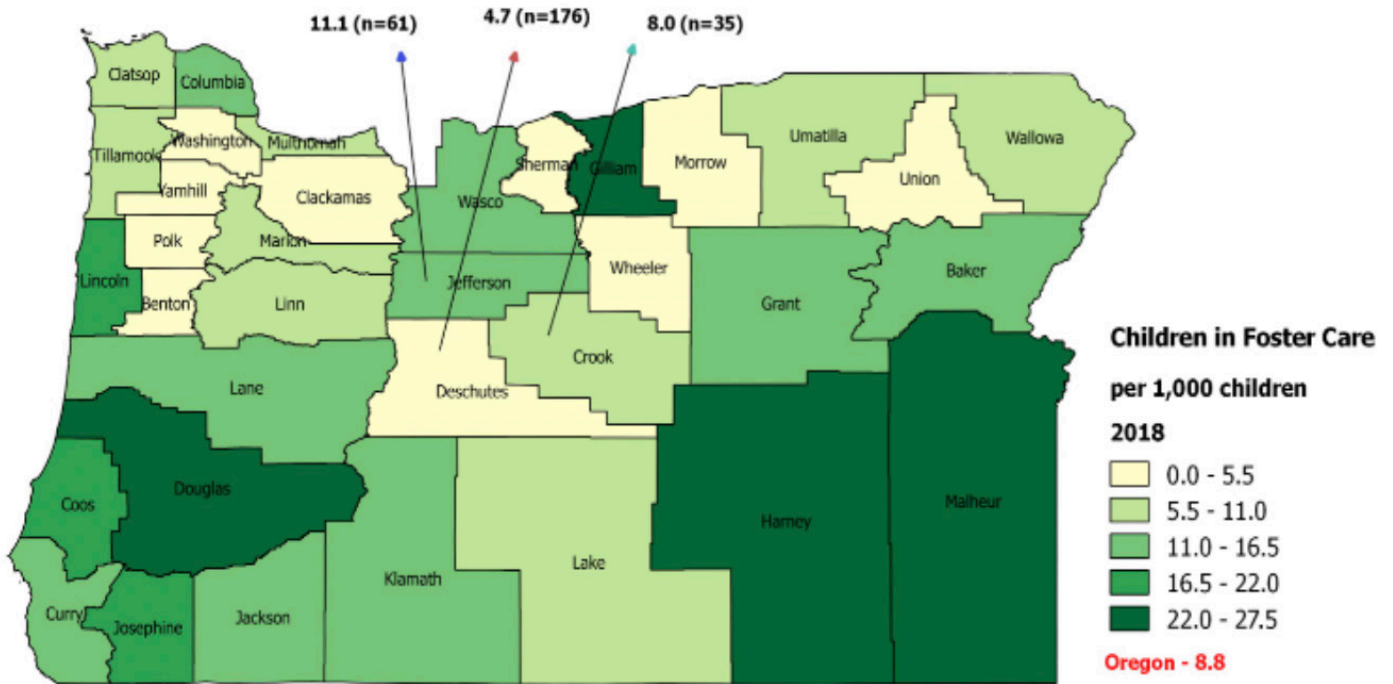 11.1 (n=61)
4.7 (n=176)
8.0 (n=35)
Clatsop
Columbia
Washington
Multnomah
Tillamook
Yamhill
Clackamas
Wasco
Sherman
Gilliam
Morrow
Umatilla
Union
Wallowa
Polk
Marion
Lincoln
Benton
Linn
Jefferson
Wheeler
Grant
Baker
Crook
Lane
Deschutes
Coos
Douglas
Harney
Malheur
Curry
Josephine
Jackson
Klamath
Lake
Children in Foster Care
per 1,000 children
2018
0.0 - 5.5
5.5 - 11.0
11.0 - 16.5
16.5 - 22.0
22.0 - 27.5
Oregon - 8.8